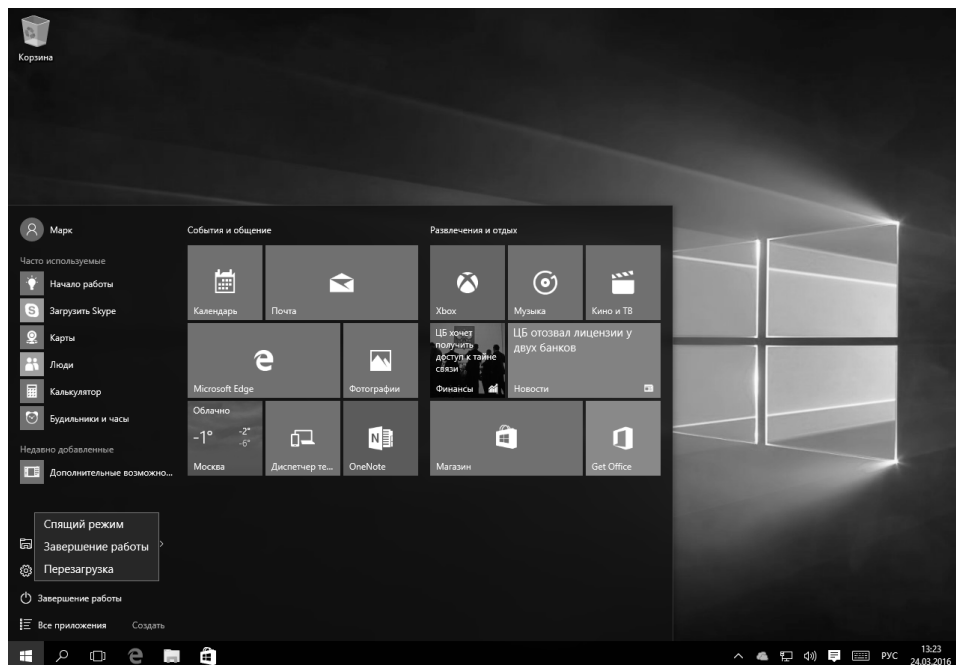 Корзина
Марк
Часто используемые
Начало работы
Загрузить Skype
Карты
Люди
Калькулятор
Будильники и часы
Недавно добавленные
Дополнительные возможно...
Спящий режим
Завершение работы
Перезагрузка
Завершение работы
Все приложения
Создать
События и общение
Календарь
Почта
Microsoft Edge
Фотографии
Облачно
-1°
-2°
-6°
Москва
Диспетчер те...
OneNote
Развлечения и отдых
Xbox
Музыка
Кино и ТВ
ЦБ хочет
получить
доступ к тайне
связи
Финансы
ЦБ отозвал лицензии у
двух банков
Новости
Магазин
Get Office
РУС
13:23
24.03.2016